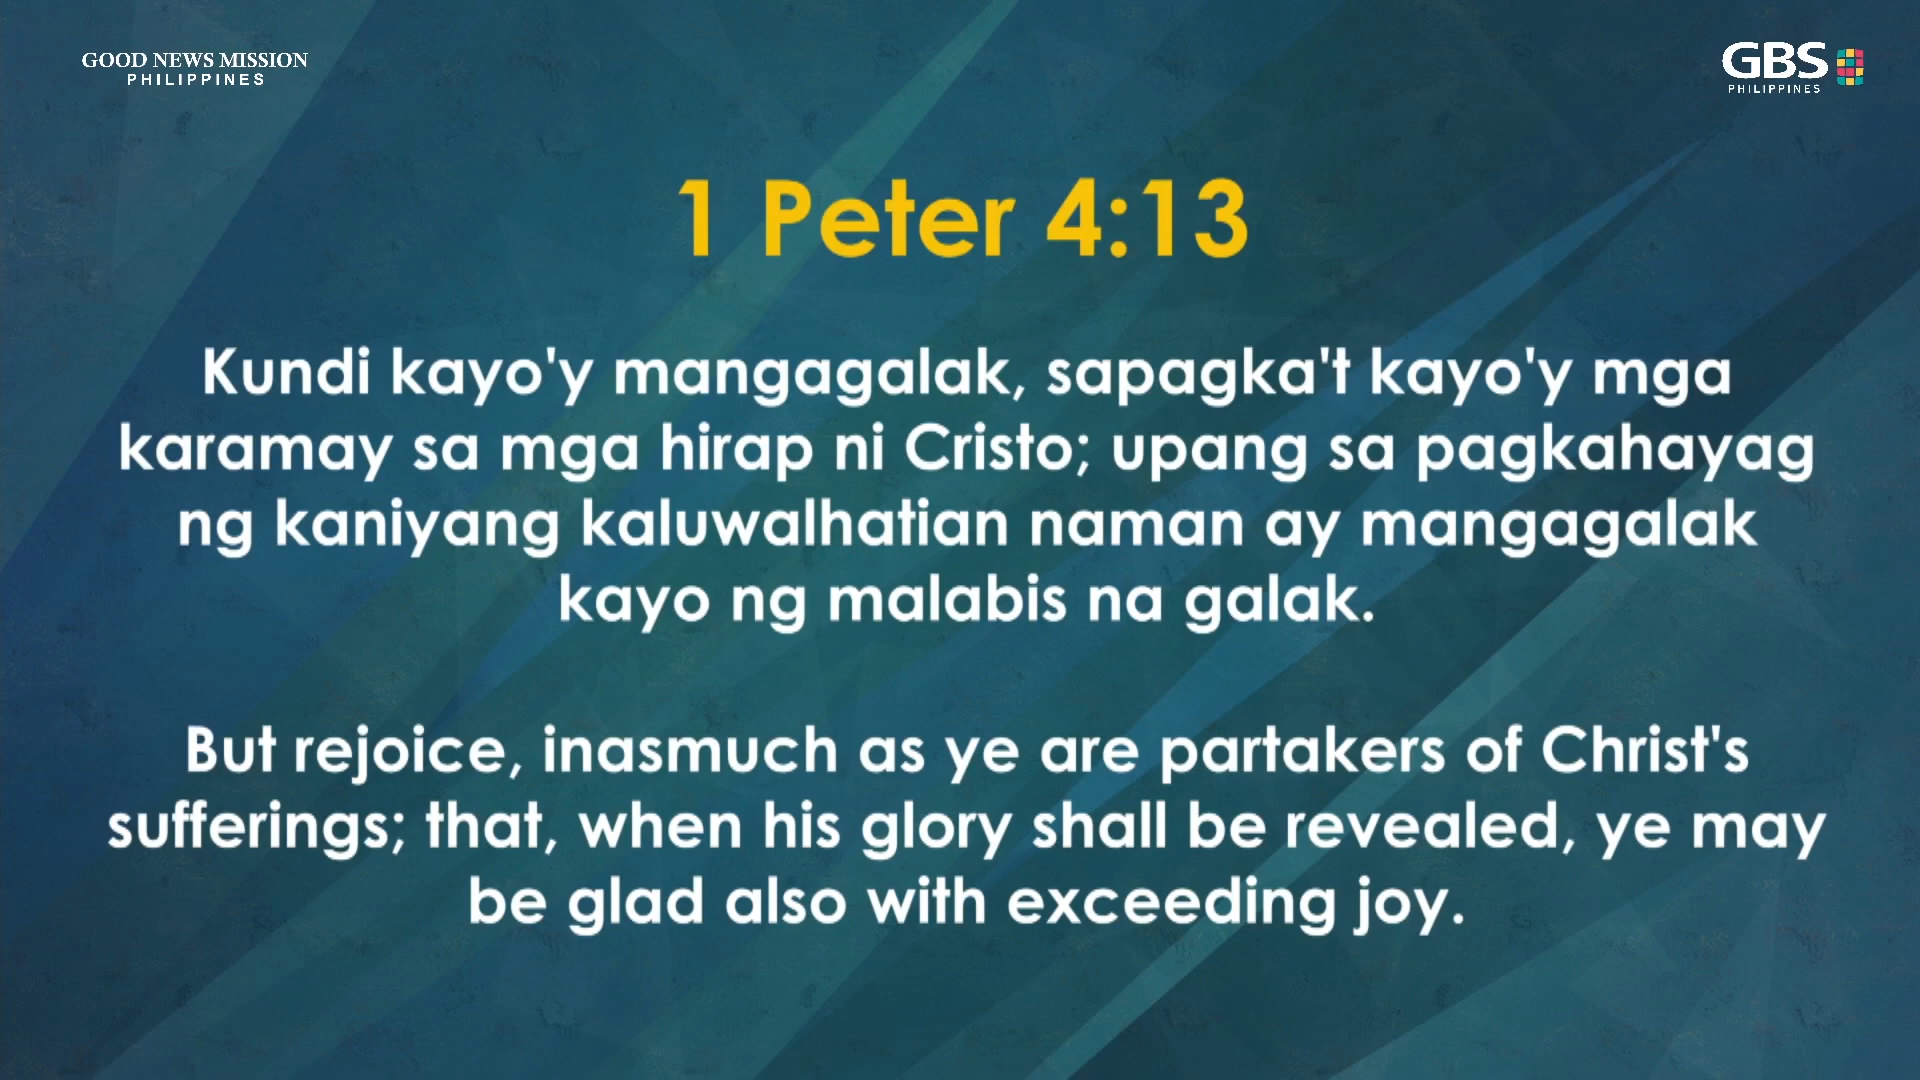 GOOD NEWS MISSION
PHILIPPINES
GBS
PHILIPPINES
1 Peter 4:13
Kundi kayo'y mangagalak, sapagka't kayo'y mga
karamay sa mga hirap ni Cristo; upang sa pagkahayag
ng kaniyang kaluwalhatian naman ay mangagalak
kayo ng malabis na galak.
But rejoice, inasmuch as ye are partakers of Christ's
sufferings; that, when his glory shall be revealed, ye may
be glad also with exceeding joy.